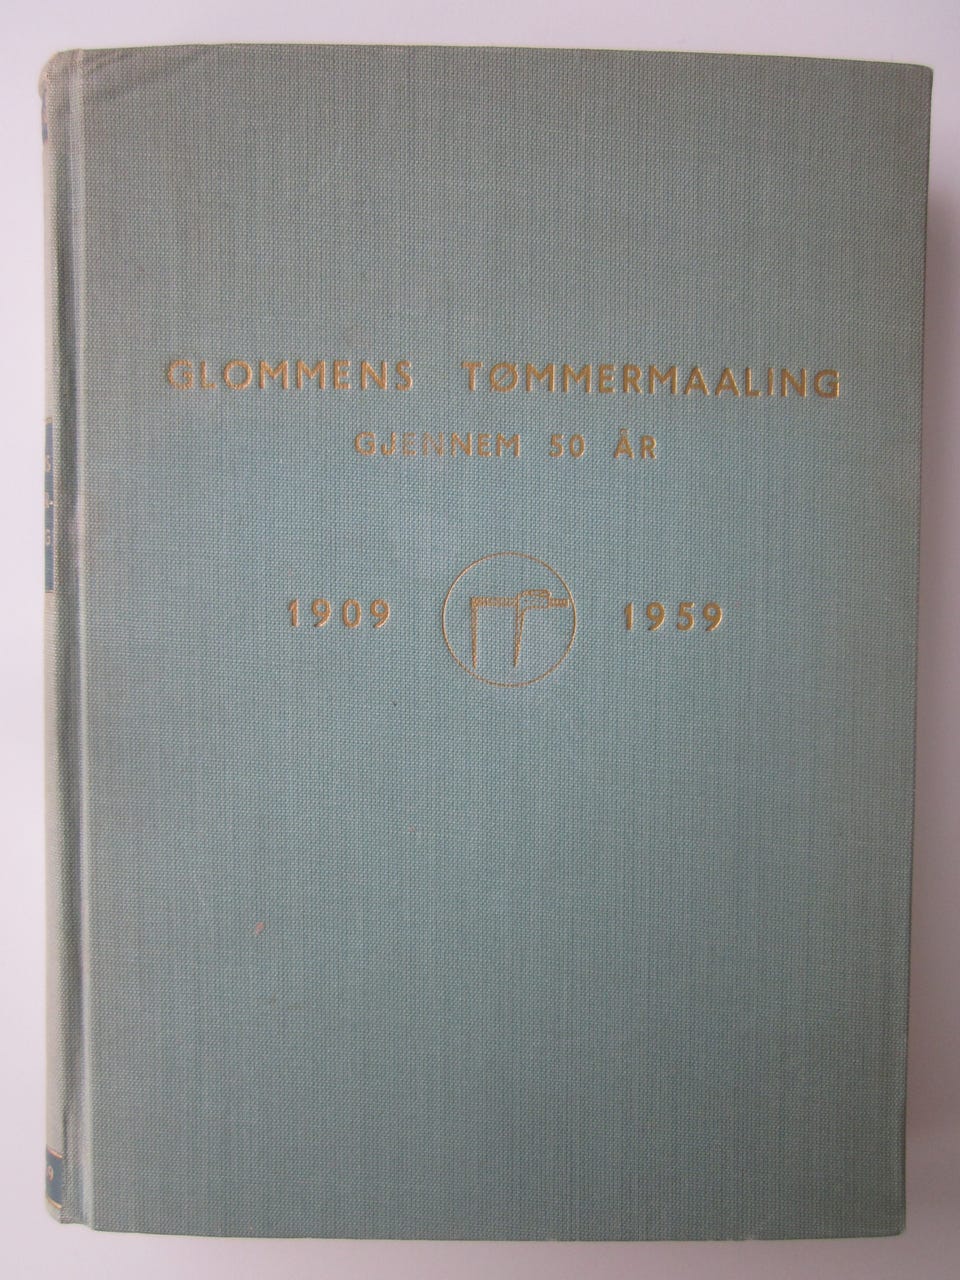 GLOMMENS TØMMERMAALING
GJENNEM 50 ÅR
1909 1959